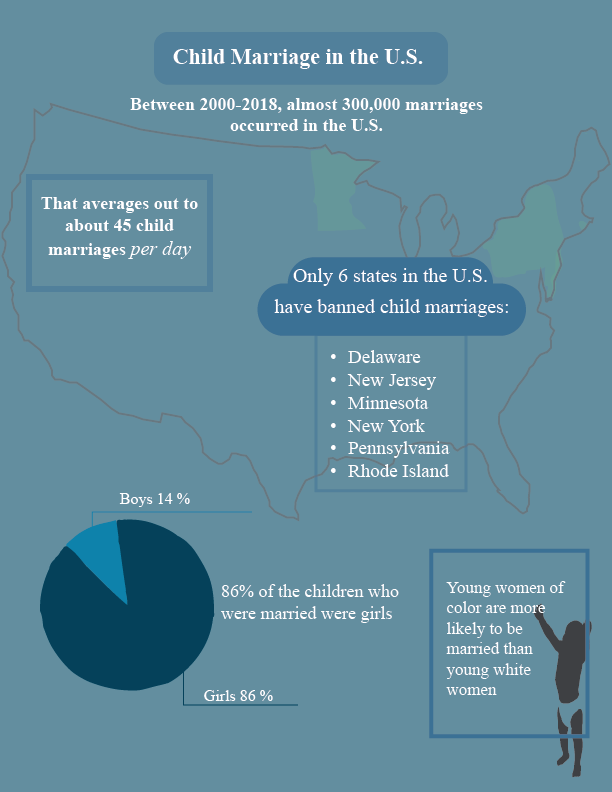 Child Marriage in the U.S.
Between 2000-2018, almost 300,000 marriages
occurred in the U.S.
That averages out to
about 45 child
marriages per day
Only 6 states in the U.S.
have banned child marriages:
• Delaware
• New Jersey
• Minnesota
• New York
• Pennsylvania
• Rhode Island
Boys 14 %
86% of the children who
were married were girls
Girls 86 %
Young women of
color are more
likely to be
married than
young white
women